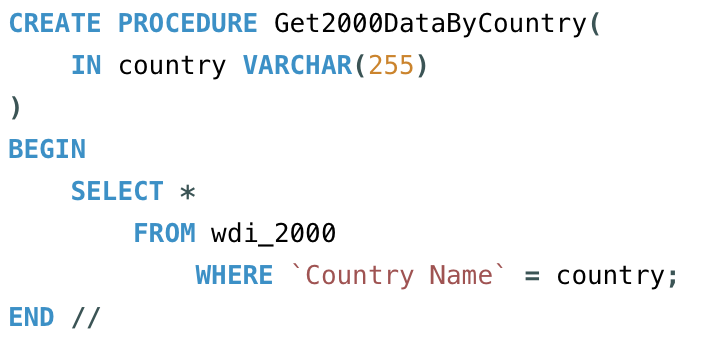 CREATE PROCEDURE Get2000DataByCountry(
    IN country VARCHAR(255)
)
BEGIN
    SELECT *
        FROM wdi_2000
            WHERE `Country Name` = country;
END //